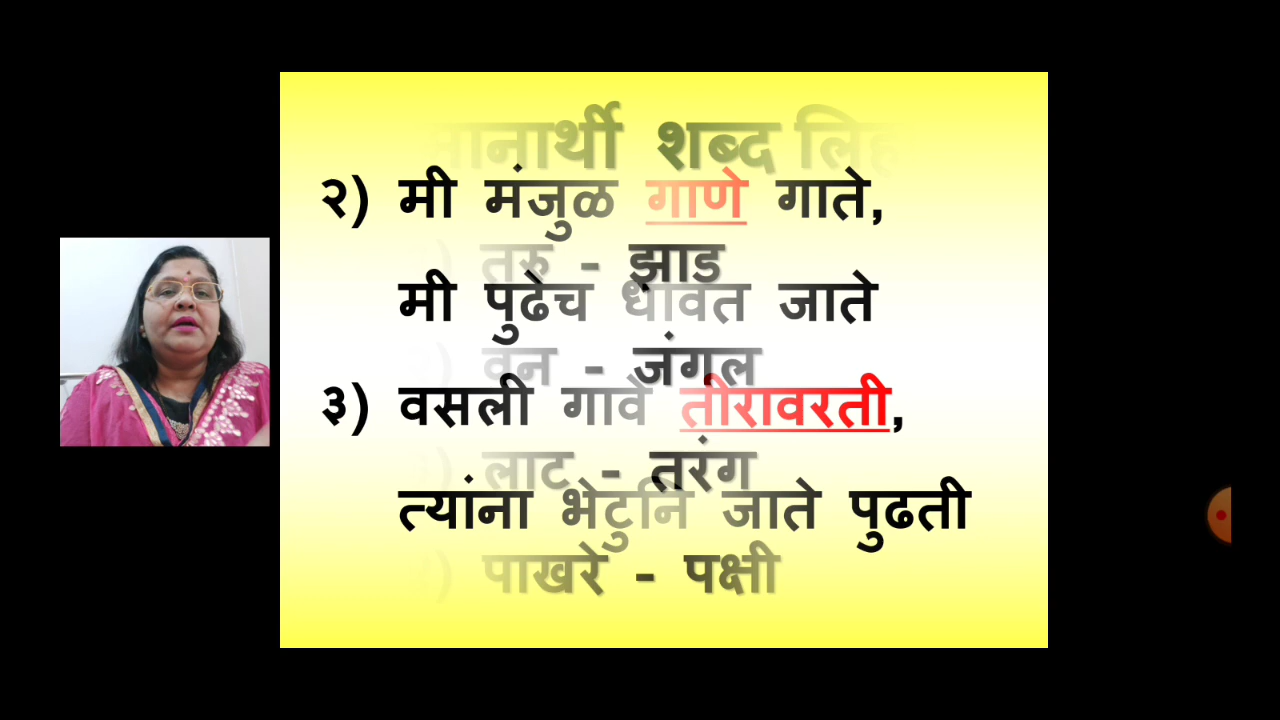 मानार्थी शब्द लिह
२) मी मंजुळ गाणे गाते,
तरु - झाड
मी पुढेच धावत जाते
वन - जंगल
३) वसली गावे तीरावरती,
लाट - तरंग
त्यांना भेटुनि जाते पुढती
पाखरे - पक्षी